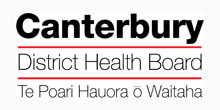 Canterbury
District Health Board
Te Poari Hauora ō Waitaha